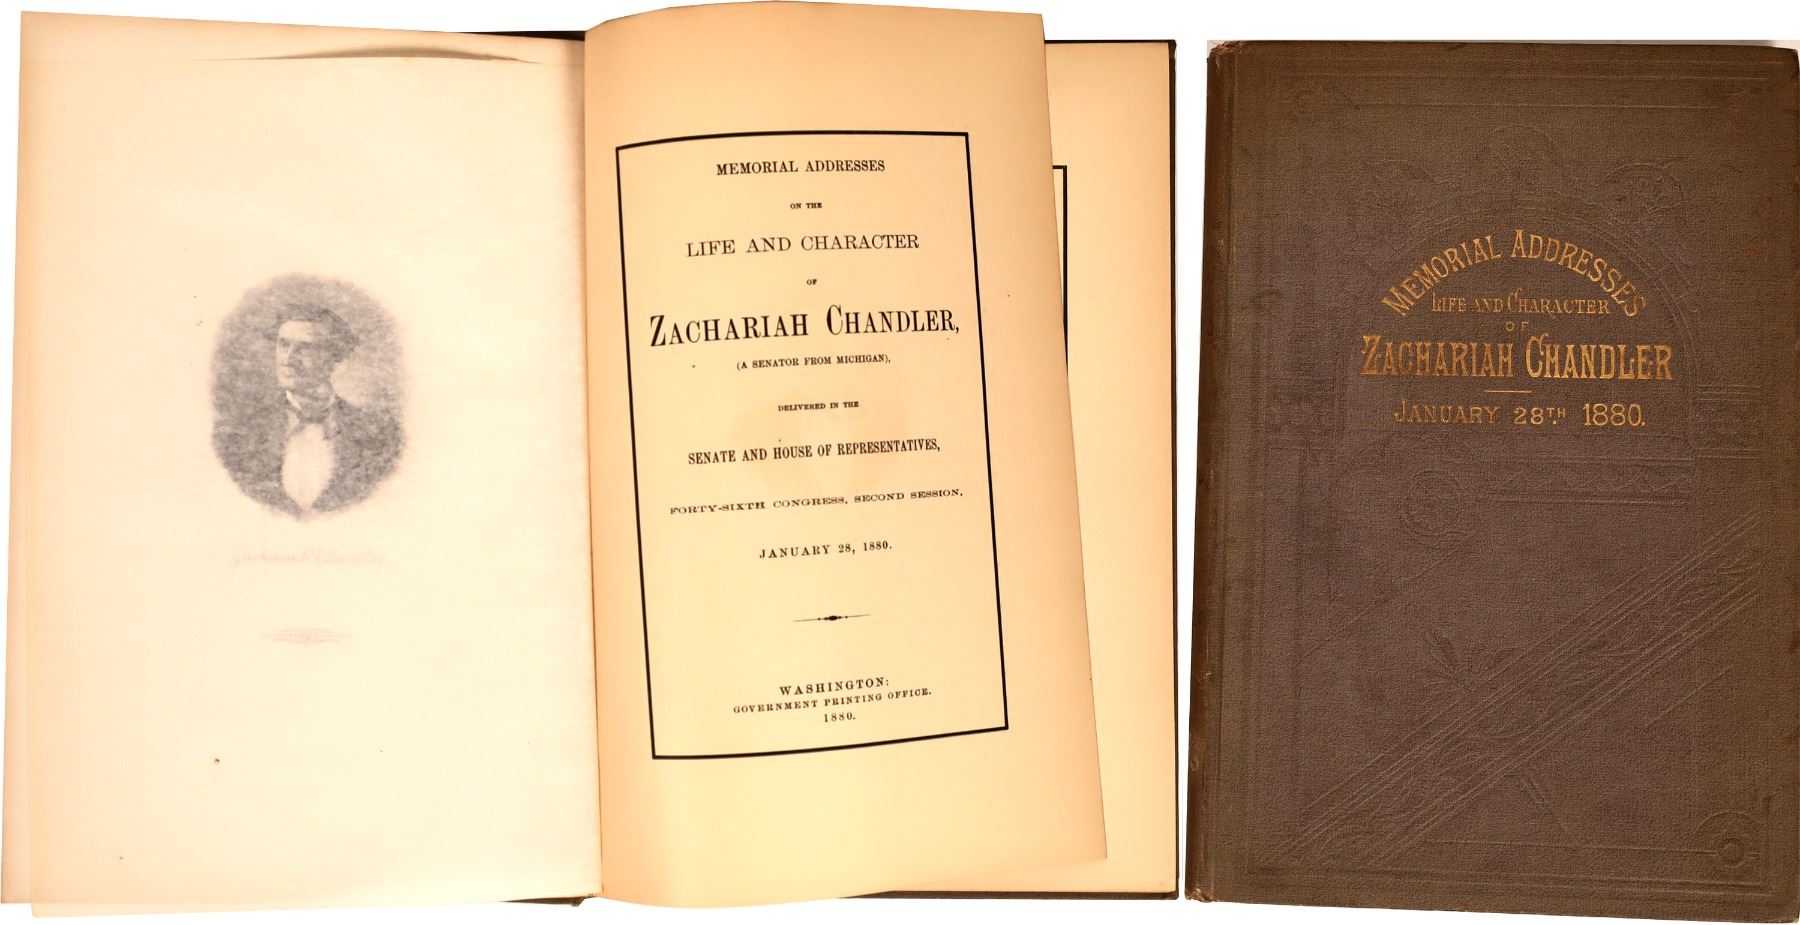 Zachariah Chandler
MEMORIAL ADDRESSES
ON THE
LIFE AND CHARACTER
OF
ZACHARIAH CHANDLER,
(A SENATOR FROM MICHIGAN),
DELIVERED IN THE
SENATE AND HOUSE OF REPRESENTATIVES,
FORTY-SIXTH CONGRESS, SECOND SESSION,
JANUARY 28, 1880.
WASHINGTON:
GOVERNMENT PRINTING OFFICE.
1880.
MEMORIAL ADDRESSES
LIFE AND CHARACTER
OF
ZACHARIAH CHANDLER
JANUARY 28TH 1880.